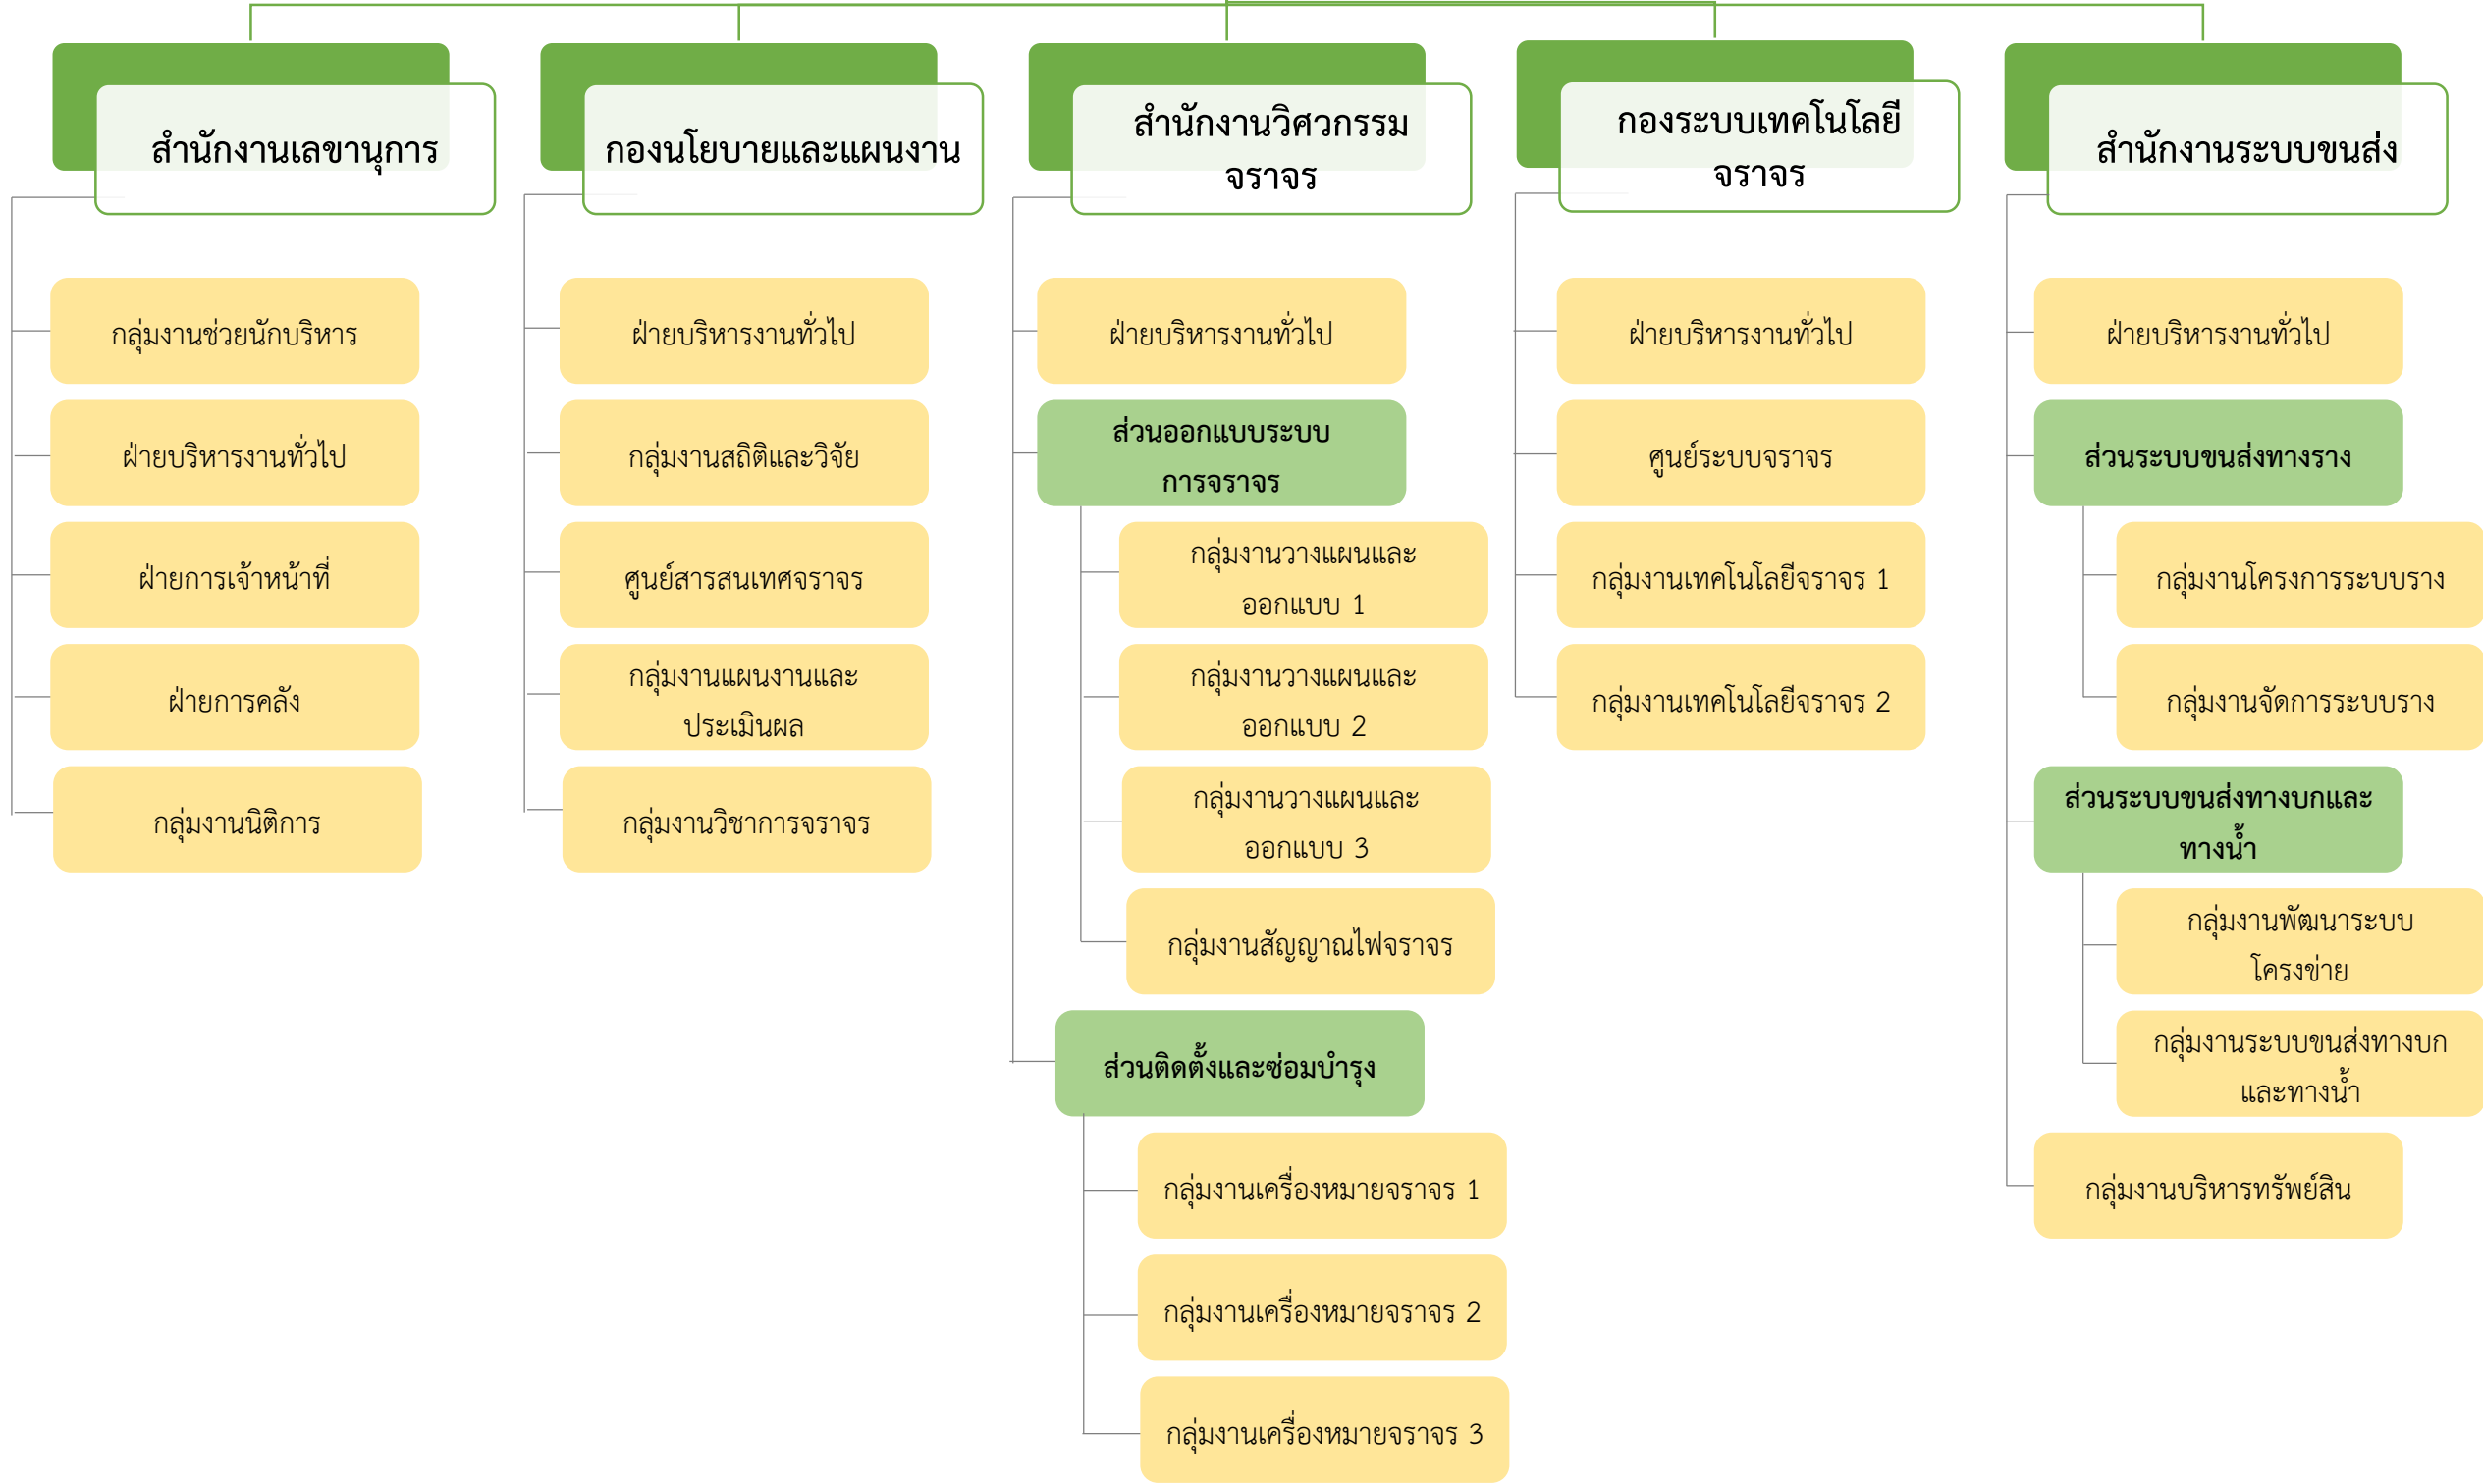 สำนักงานเลขานุการ
กลุ่มงานช่วยนักบริหาร
ฝ่ายบริหารงานทั่วไป
ฝ่ายการเจ้าหน้าที่
ฝ่ายการคลัง
กลุ่มงานนิติการ
กองนโยบายและแผนงาน
ฝ่ายบริหารงานทั่วไป
กลุ่มงานสถิติและวิจัย
ศูนย์สารสนเทศจราจร
กลุ่มงานแผนงานและ
ประเมินผล
กลุ่มงานวิชาการจราจร
สำนักงานวิศวกรรม
จราจร
ฝ่ายบริหารงานทั่วไป
ส่วนออกแบบระบบ
การจราจร
กลุ่มงานวางแผนและ
ออกแบบ 1
กลุ่มงานวางแผนและ
ออกแบบ 2
กลุ่มงานวางแผนและ
ออกแบบ 3
กลุ่มงานสัญญาณไฟจราจร
ส่วนติดตั้งและซ่อมบำรุง
กลุ่มงานเครื่องหมายจราจร 1
กลุ่มงานเครื่องหมายจราจร 2
กลุ่มงานเครื่องหมายจราจร 3
กองระบบเทคโนโลยี
จราจร
ฝ่ายบริหารงานทั่วไป
ศูนย์ระบบจราจร
กลุ่มงานเทคโนโลยีจราจร 1
กลุ่มงานเทคโนโลยีจราจร 2
สำนักงานระบบขนส่ง
ฝ่ายบริหารงานทั่วไป
ส่วนระบบขนส่งทางราง
กลุ่มงานโครงการระบบราง
กลุ่มงานจัดการระบบราง
ส่วนระบบขนส่งทางบกและ
ทางน้ำ
กลุ่มงานพัฒนาระบบ
โครงข่าย
กลุ่มงานระบบขนส่งทางบก
และทางน้ำ
กลุ่มงานบริหารทรัพย์สิน